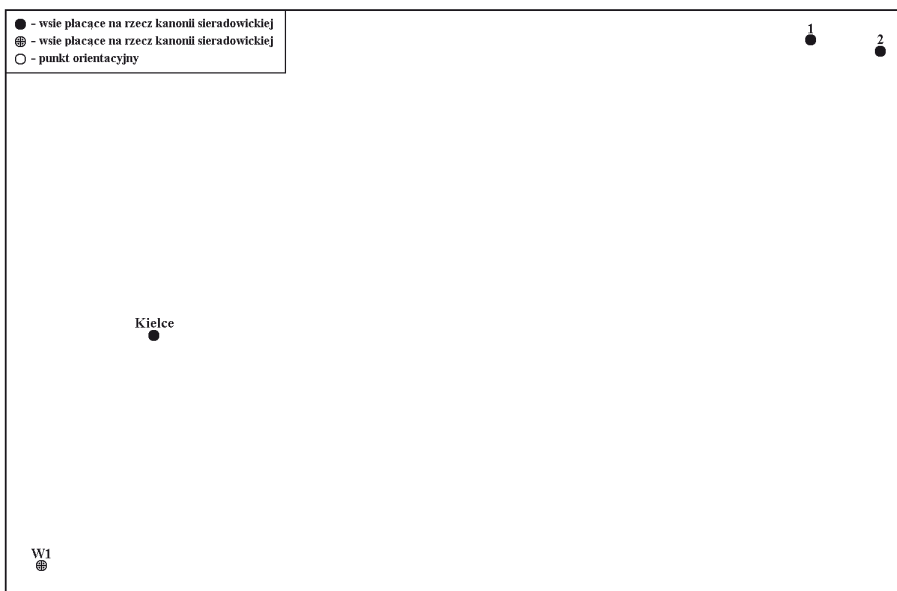 - wsie płacące na rzecz kanonii sieradowickiej
- wsie płacące na rzecz kanonii sieradowickiej
- punkt orientacyjny
1
2
Kielce
W1